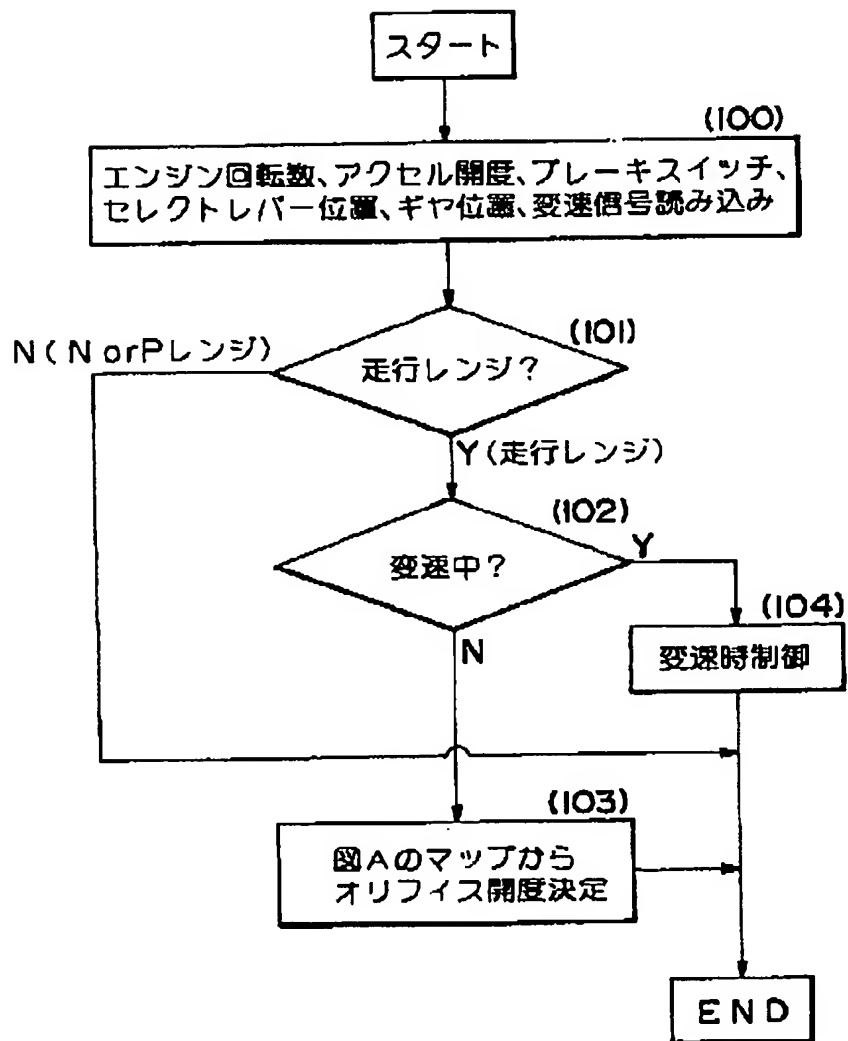 スタート
(100)
エンジン回転数、アクセル開度、ブレーキスイッチ、
セレクトレバー位置、ギヤ位置、変速信号読み込み
(101)
N(N orPレンジ)
走行レンジ?
Y(走行レンジ)
(102)
変速中?
Y
(104)
N
変速時制御
(103)
図Aのマップから
オリフィス開度決定
END